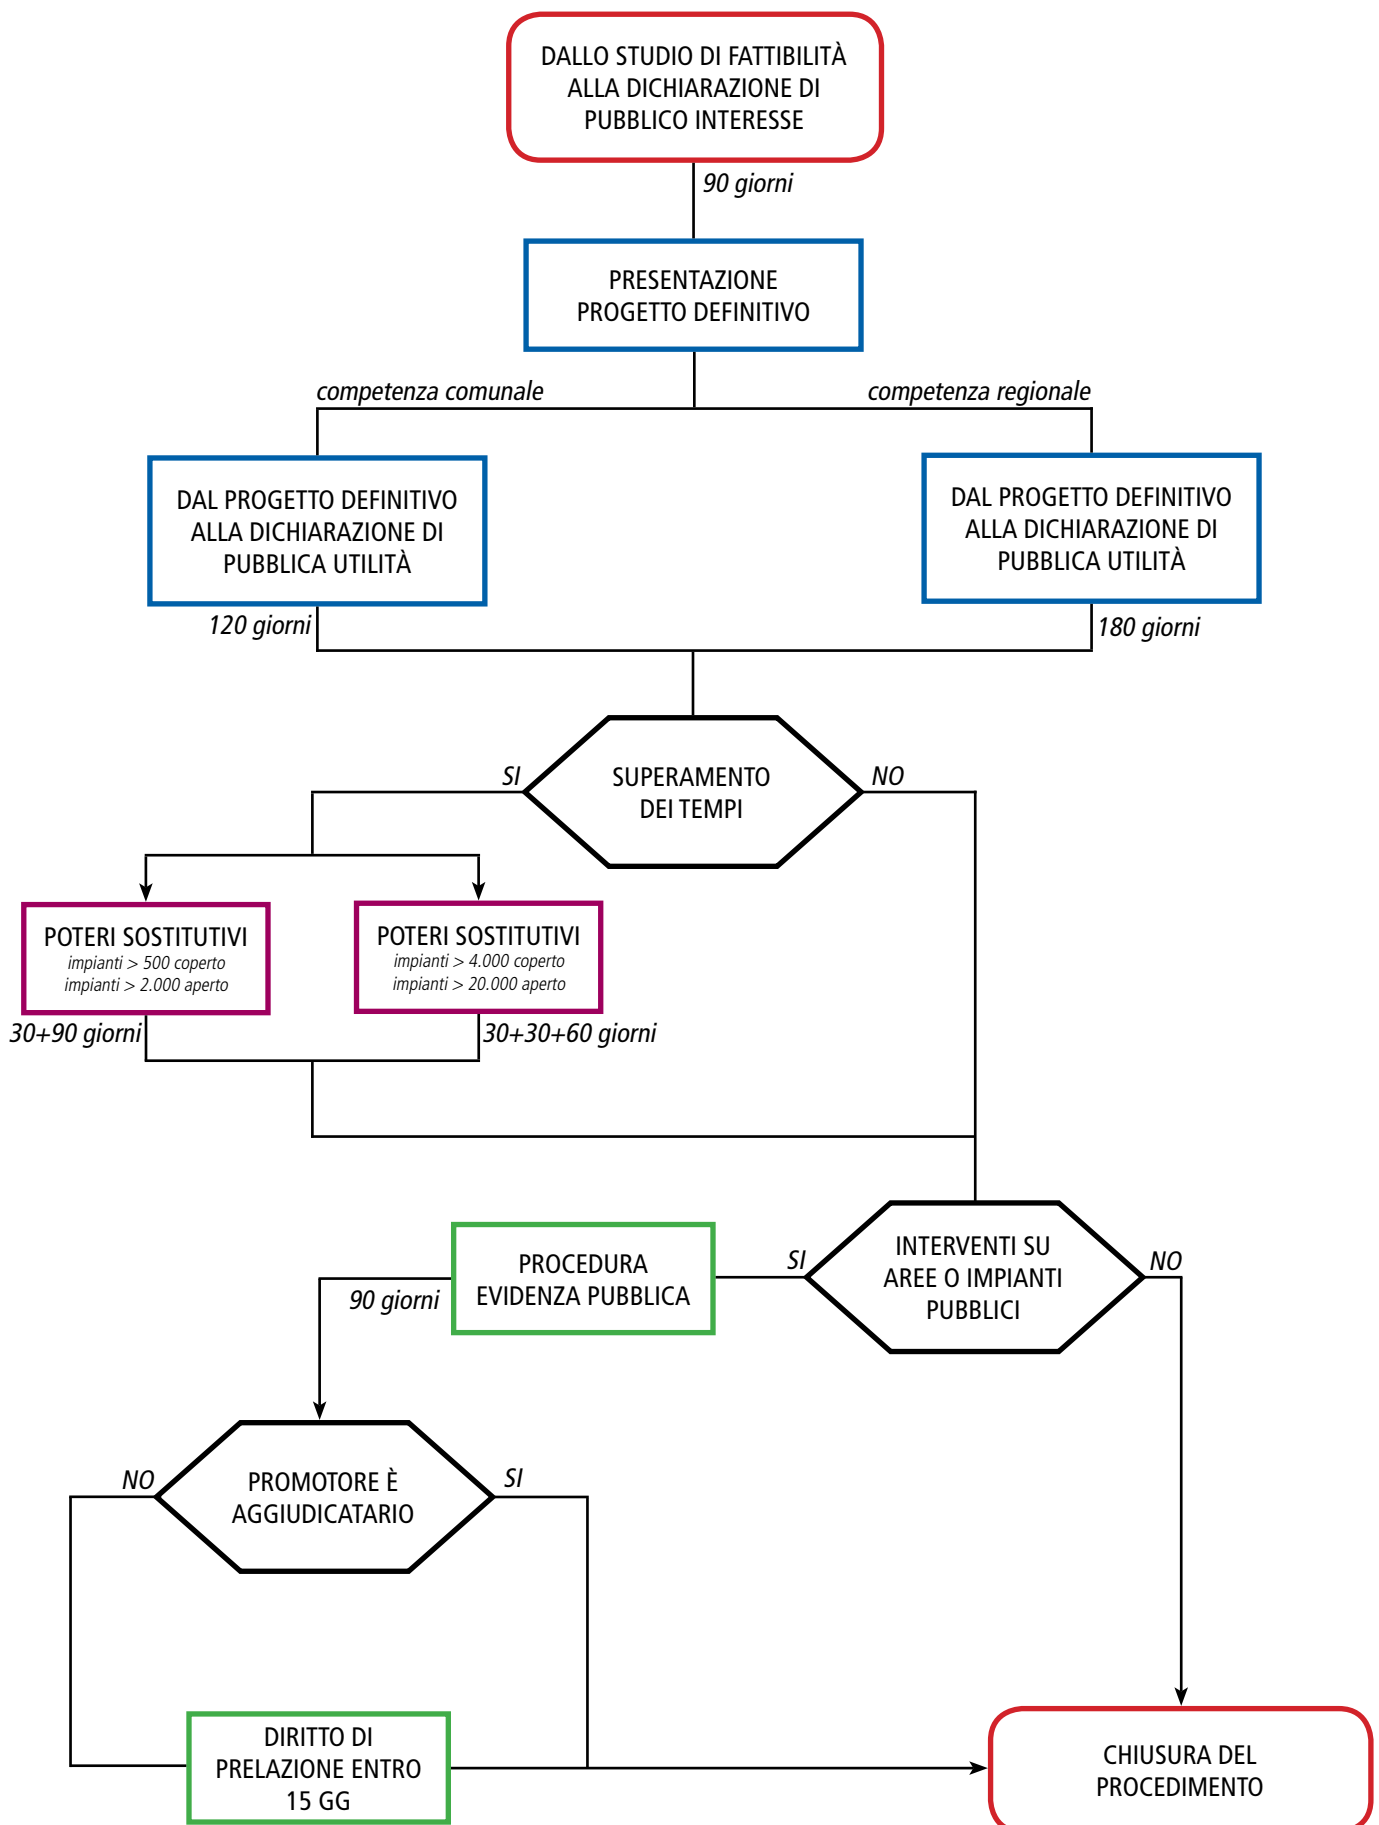 DALLO STUDIO DI FATTIBILITÀ
ALLA DICHIARAZIONE DI
PUBBLICO INTERESSE
90 giorni
PRESENTAZIONE
PROGETTO DEFINITIVO
competenza comunale
competenza regionale
DAL PROGETTO DEFINITIVO
ALLA DICHIARAZIONE DI
PUBBLICA UTILITÀ
120 giorni
DAL PROGETTO DEFINITIVO
ALLA DICHIARAZIONE DI
PUBBLICA UTILITÀ
180 giorni
SUPERAMENTO
DEI TEMPI
SI
NO
POTERI SOSTITUTIVI
impianti > 500 coperto
impianti > 2.000 aperto
30+90 giorni
POTERI SOSTITUTIVI
impianti > 4.000 coperto
impianti > 20.000 aperto
30+30+60 giorni
INTERVENTI SU
AREE O IMPIANTI
PUBBLICI
SI
NO
PROCEDURA
EVIDENZA PUBBLICA
90 giorni
PROMOTORE È
AGGIUDICATARIO
NO
SI
DIRITTO DI
PRELAZIONE ENTRO
15 GG
CHIUSURA DEL
PROCEDIMENTO